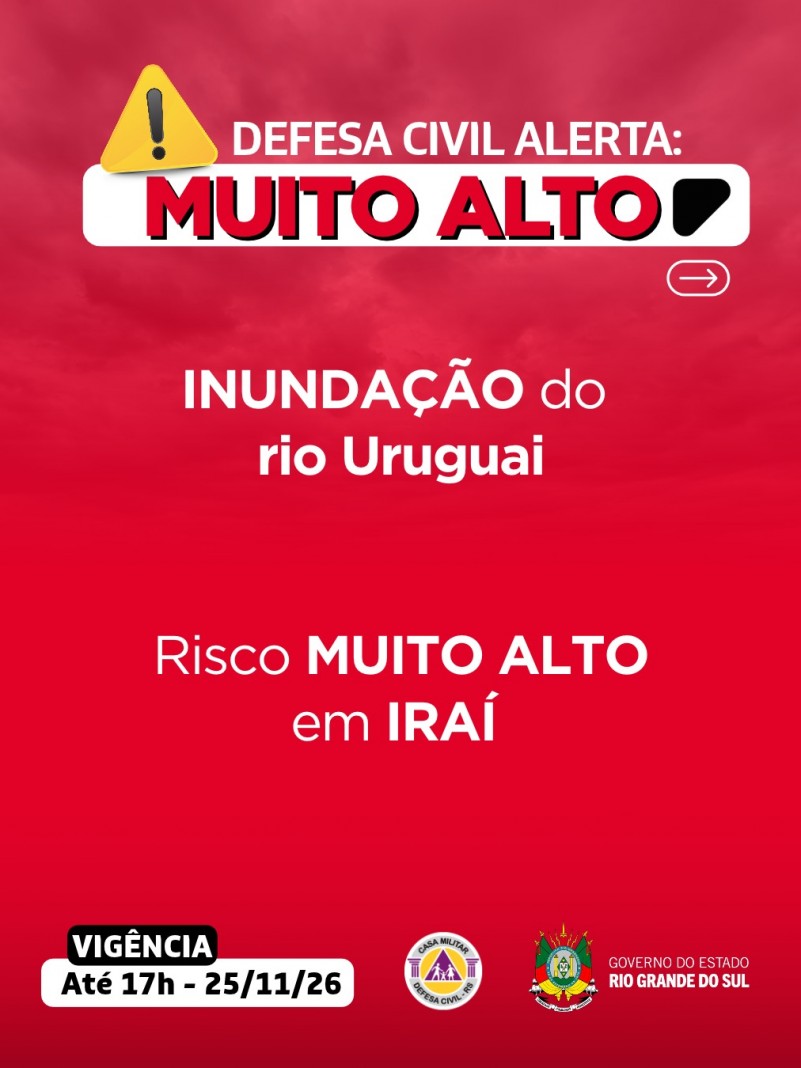 DEFESA CIVIL ALERTA:
MUITO ALTO
INUNDAÇÃO do
rio Uruguai
Risco MUITO ALTO
em IRAÍ
VIGÊNCIA
Até 17h - 25/11/26
CASA MILITAR
DEFESA CIVIL - RS
GOVERNO DO ESTADO
RIO GRANDE DO SUL